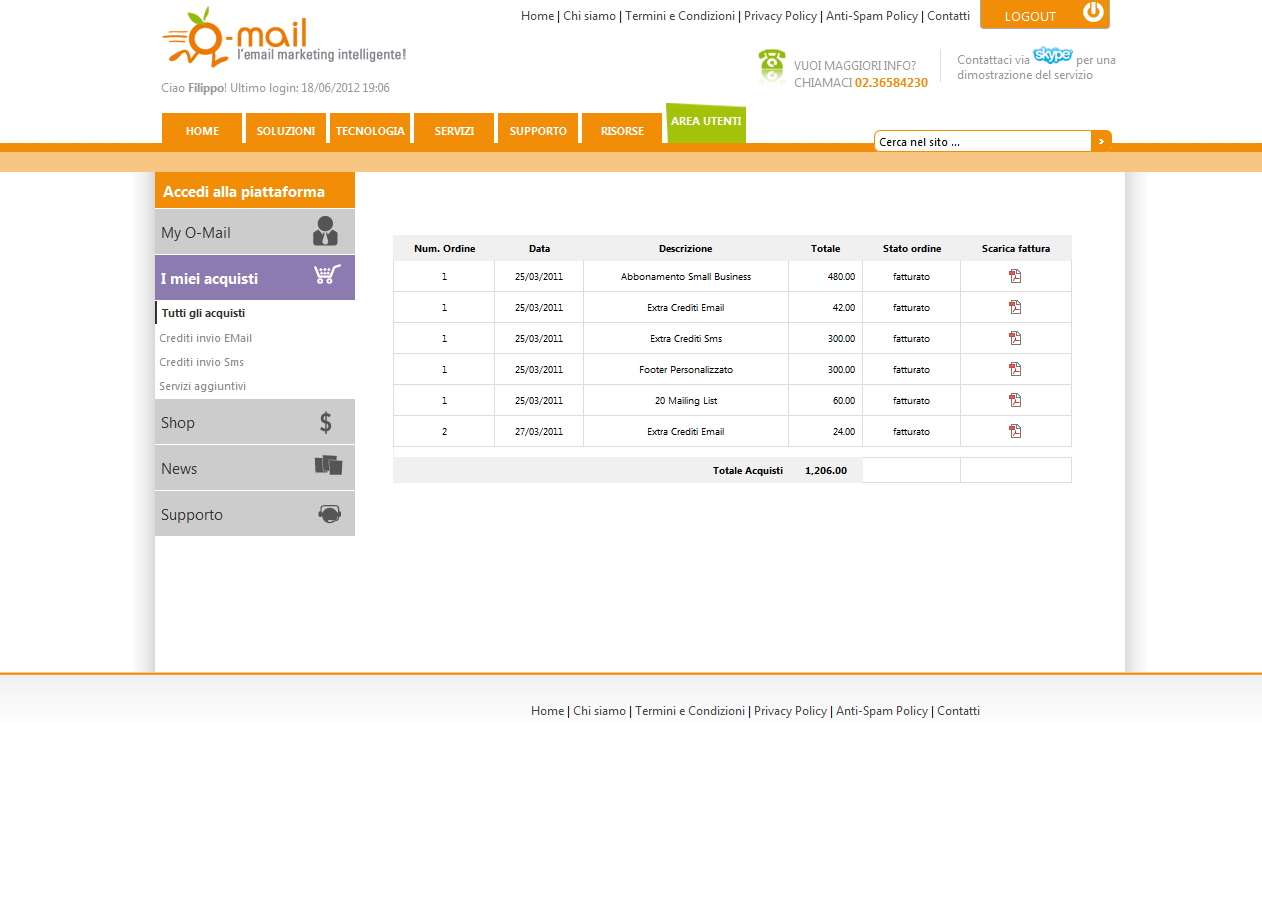 Home | Chi siamo | Termini e Condizioni | Privacy Policy | Anti-Spam Policy | Contatti
LOGOUT
O-mail
l'email marketing intelligente!
VUOI MAGGIORI INFO?
CHIAMACI 02.36584230
Contattaci via skype per una
dimostrazione del servizio
Ciao Filippo! Ultimo login: 18/06/2012 19:06
HOME SOLUZIONI TECNOLOGIA SERVIZI SUPPORTO RISORSE AREA UTENTI
Cerca nel sito ...
Accedi alla piattaforma
My O-Mail
I miei acquisti
Tutti gli acquisti
Crediti invio EMail
Crediti invio Sms
Servizi aggiuntivi
Shop
News
Supporto
Num. Ordine Data Descrizione Totale Stato ordine Scarica fattura
1 25/03/2011 Abbonamento Small Business 480.00 fatturato
1 25/03/2011 Extra Crediti Email 42.00 fatturato
1 25/03/2011 Extra Crediti Sms 300.00 fatturato
1 25/03/2011 Footer Personalizzato 300.00 fatturato
1 25/03/2011 20 Mailing List 60.00 fatturato
2 27/03/2011 Extra Crediti Email 24.00 fatturato
Totale Acquisti 1,206.00
Home | Chi siamo | Termini e Condizioni | Privacy Policy | Anti-Spam Policy | Contatti